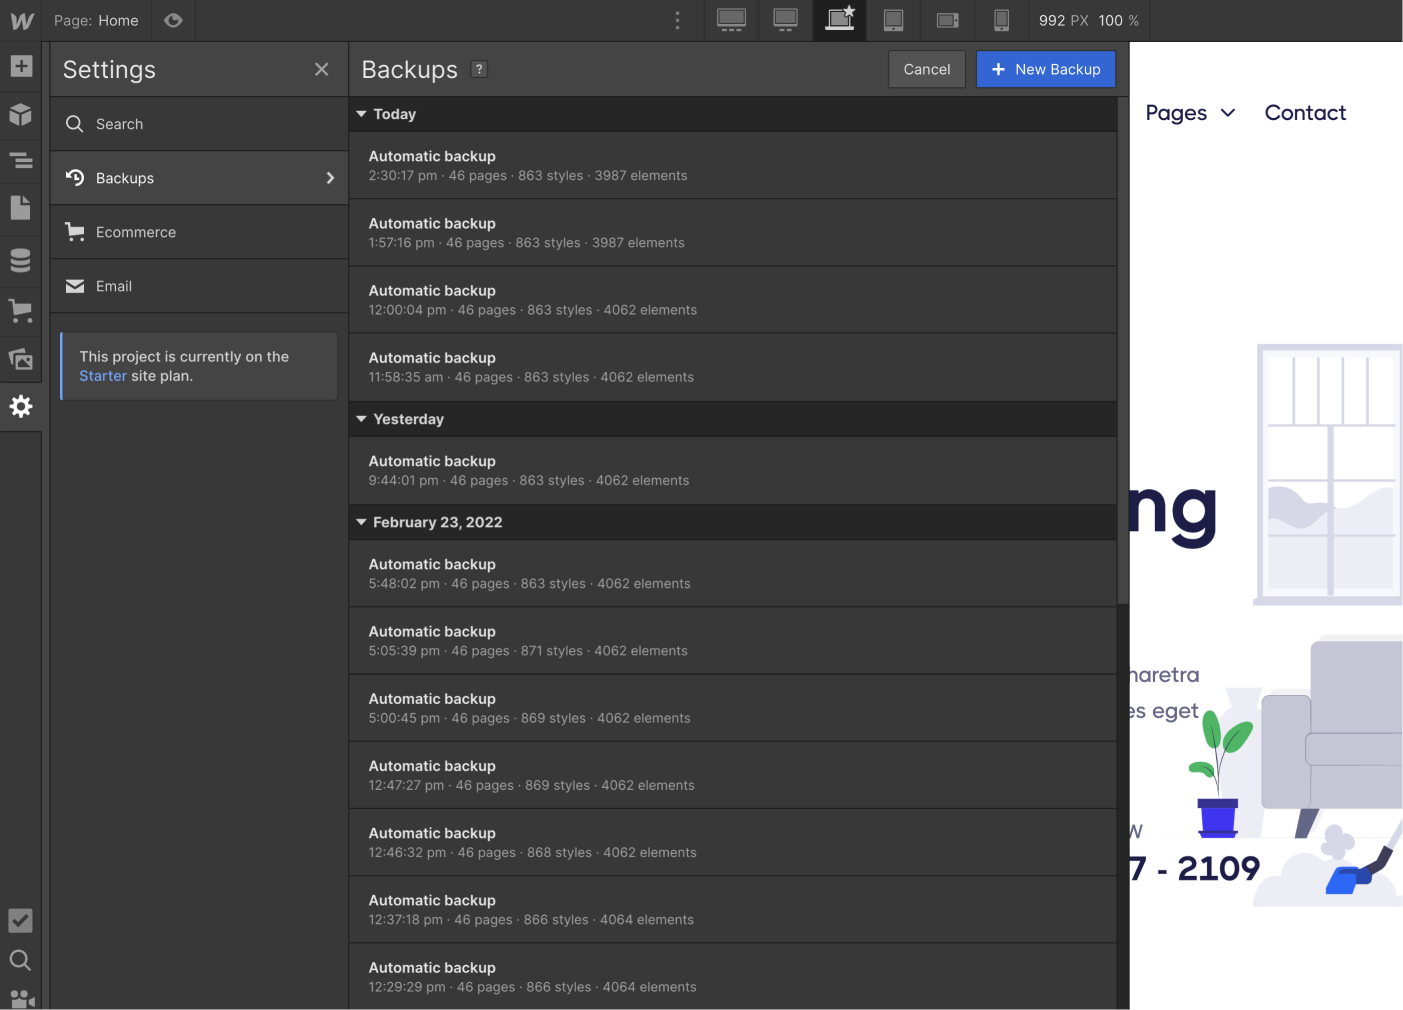 Page: Home
992 PX 100 %
Settings
Backups ?
Cancel
+ New Backup
Search
Backups
Ecommerce
Email
This project is currently on the
Starter site plan.
Today
Automatic backup
2:30:17 pm · 46 pages · 863 styles · 3987 elements
Automatic backup
1:57:16 pm · 46 pages · 863 styles · 3987 elements
Automatic backup
12:00:04 pm · 46 pages · 863 styles · 4062 elements
Automatic backup
11:58:35 am · 46 pages · 863 styles · 4062 elements
Yesterday
Automatic backup
9:44:01 pm · 46 pages · 863 styles · 4062 elements
February 23, 2022
Automatic backup
5:48:02 pm · 46 pages · 863 styles · 4062 elements
Automatic backup
5:05:39 pm · 46 pages · 871 styles · 4062 elements
Automatic backup
5:00:45 pm · 46 pages · 869 styles · 4062 elements
Automatic backup
12:47:27 pm · 46 pages · 869 styles · 4062 elements
Automatic backup
12:46:32 pm · 46 pages · 868 styles · 4062 elements
Automatic backup
12:37:18 pm · 46 pages · 866 styles · 4064 elements
Automatic backup
12:29:29 pm · 46 pages · 866 styles · 4064 elements
Pages
Contact
ng
haretra
es eget
w
7 - 2109